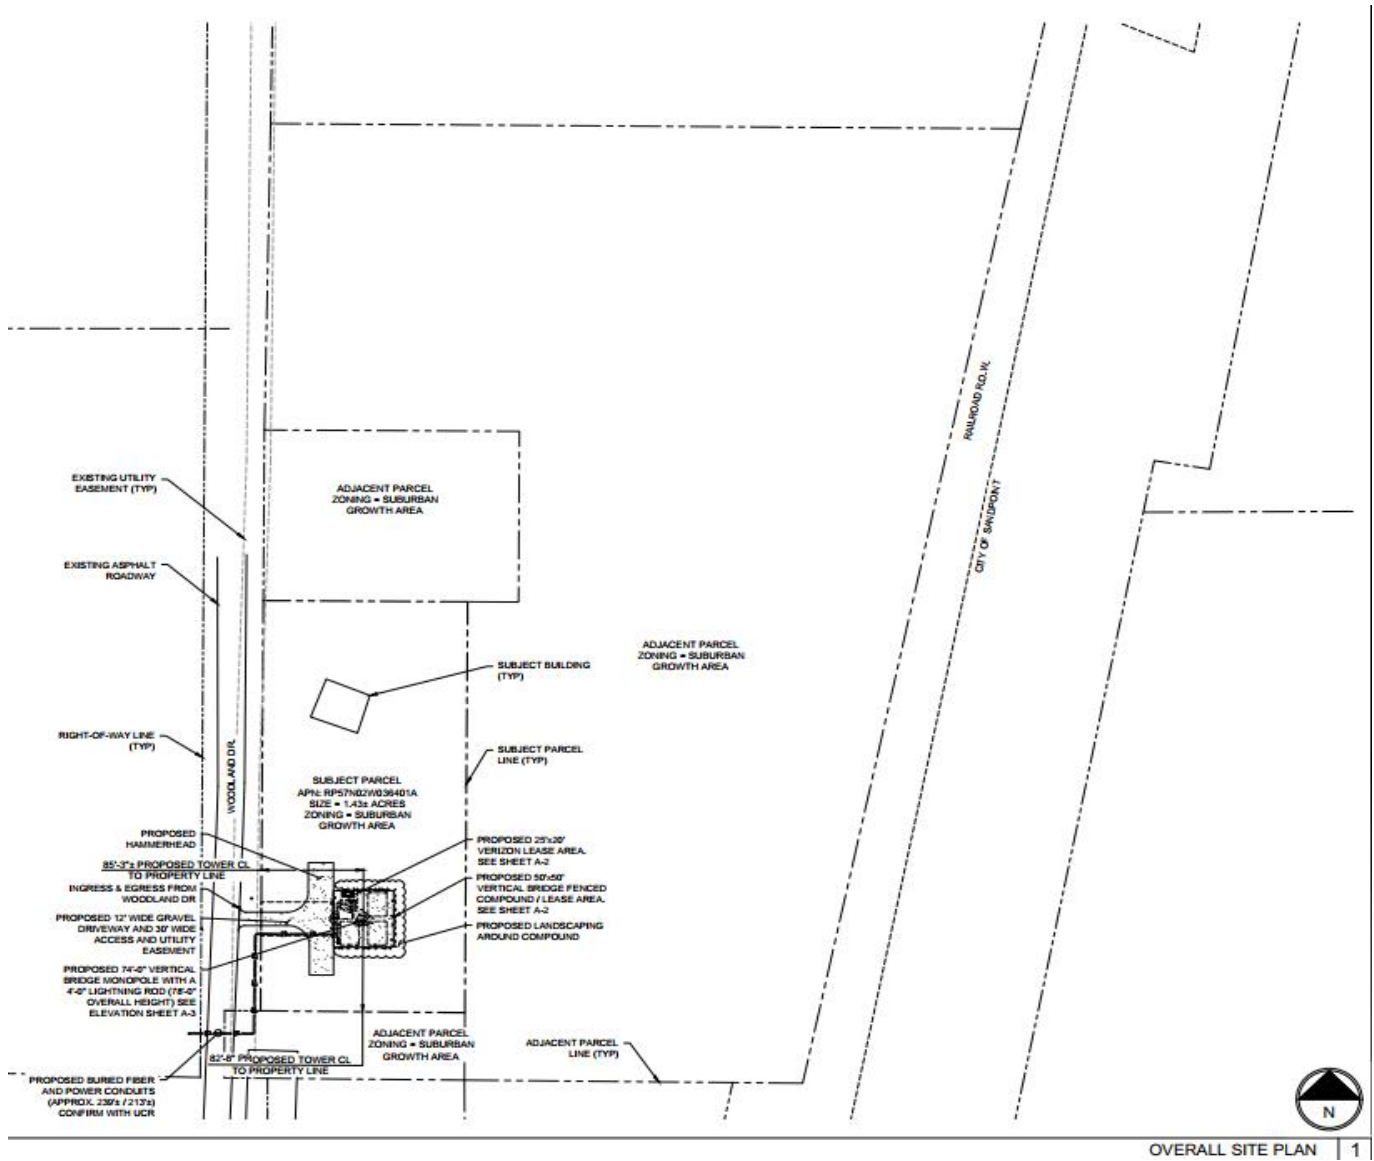 RAILROAD R.O.W.
CITY OF SANDPOINT
EXISTING UTILITY
EASEMENT (TYP)
ADJACENT PARCEL
ZONING = SUBURBAN
GROWTH AREA
EXISTING ASPHALT
ROADWAY
ADJACENT PARCEL
ZONING = SUBURBAN
GROWTH AREA
SUBJECT BUILDING
(TYP)
RIGHT-OF-WAY LINE
(TYP)
WOODLAND DR.
SUBJECT PARCEL
LINE (TYP)
SUBJECT PARCEL
APN: RP57N02W036401A
SIZE = 1.43± ACRES
ZONING = SUBURBAN
GROWTH AREA
PROPOSED
HAMMERHEAD
85'-3"± PROPOSED TOWER CL
TO PROPERTY LINE
INGRESS & EGRESS FROM
WOODLAND DR
PROPOSED 12' WIDE GRAVEL
DRIVEWAY AND 30' WIDE
ACCESS AND UTILITY
EASEMENT
PROPOSED 74'-0" VERTICAL
BRIDGE MONOPOLE WITH A
4'-0" LIGHTNING ROD (78'-0"
OVERALL HEIGHT) SEE
ELEVATION SHEET A-3
PROPOSED 25'x20'
VERIZON LEASE AREA.
SEE SHEET A-2
PROPOSED 50'x50'
VERTICAL BRIDGE FENCED
COMPOUND / LEASE AREA.
SEE SHEET A-2
PROPOSED LANDSCAPING
AROUND COMPOUND
ADJACENT PARCEL
ZONING = SUBURBAN
GROWTH AREA
82'-8" PROPOSED TOWER CL
TO PROPERTY LINE
ADJACENT PARCEL
LINE (TYP)
PROPOSED BURIED FIBER
AND POWER CONDUITS
(APPROX. 239'± / 213'±)
CONFIRM WITH UCR
N
OVERALL SITE PLAN 1